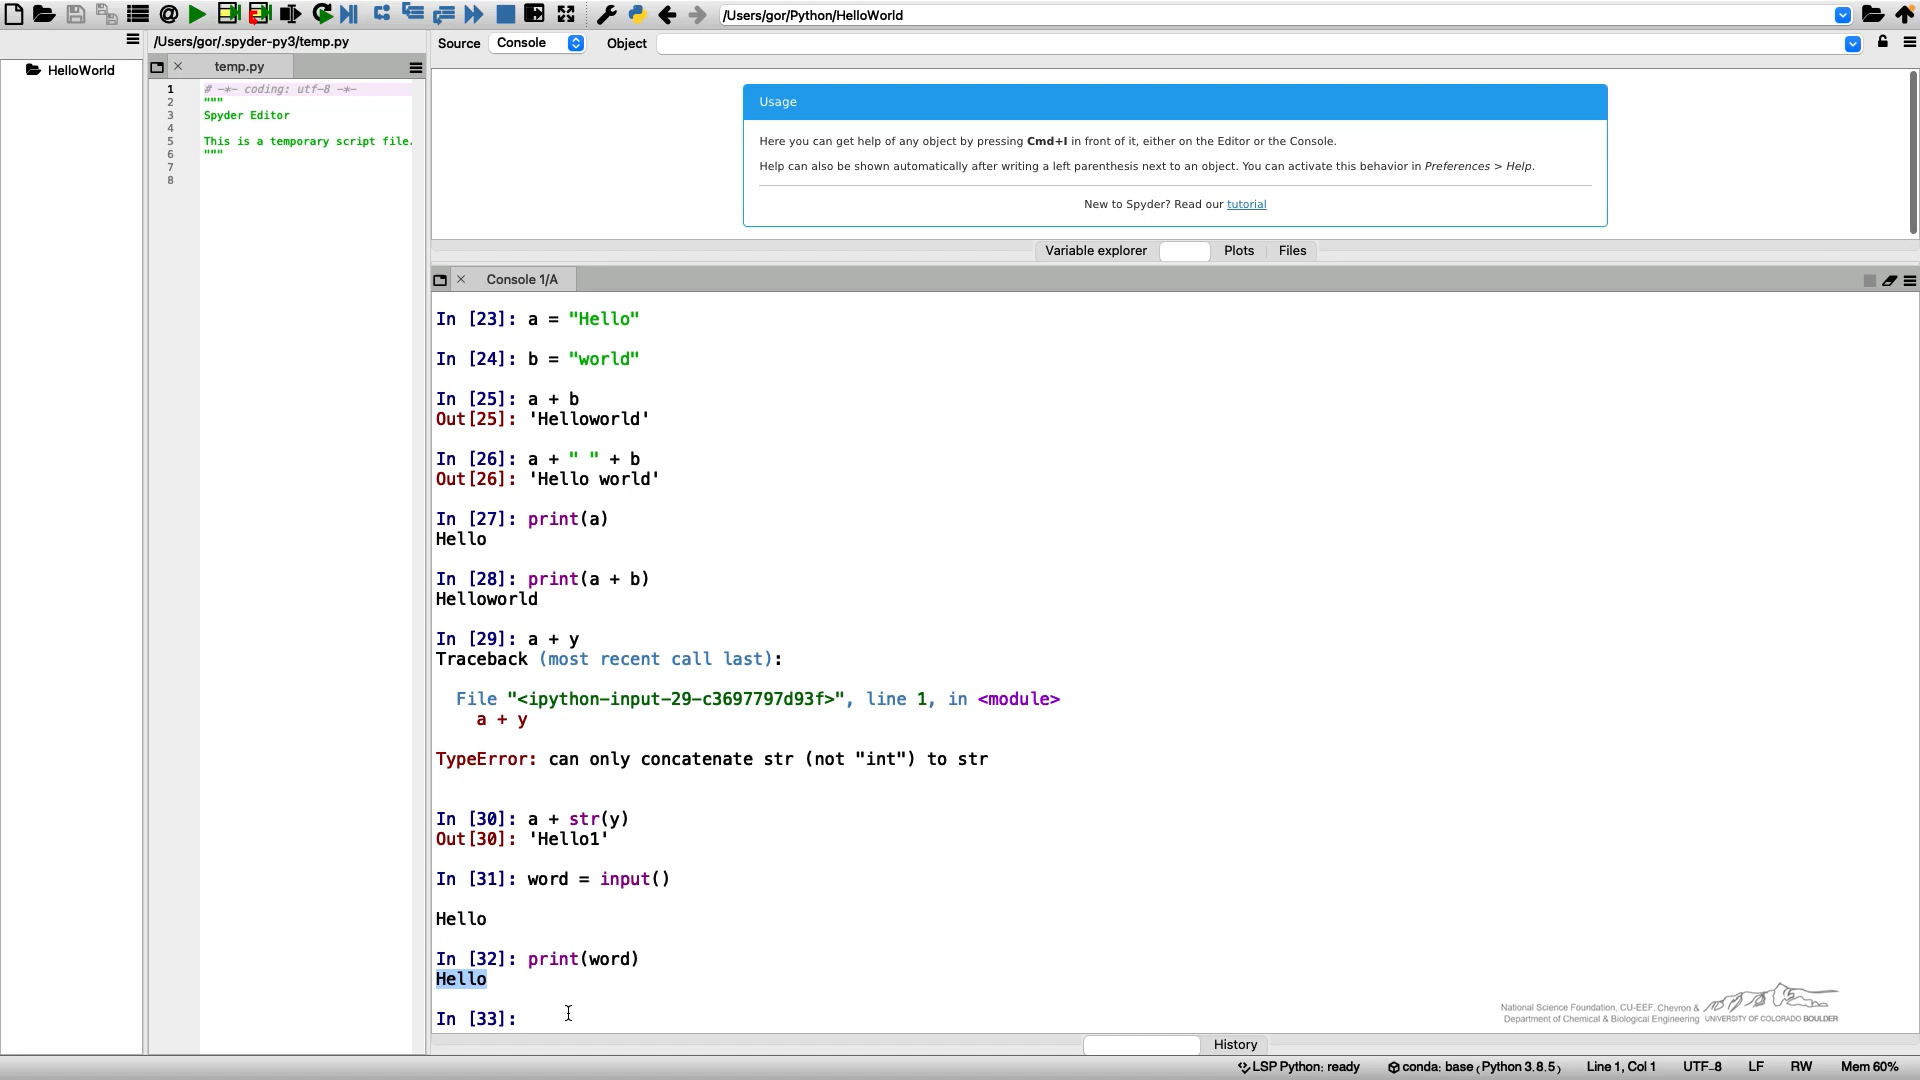 /Users/gor/Python/HelloWorld
/Users/gor/.spyder-py3/temp.py
Source Console Object
HelloWorld
temp.py
1 # -*- coding: utf-8 -*-
2 """
3 Spyder Editor
4
5 This is a temporary script file.
6 """
7
8
Usage
Here you can get help of any object by pressing Cmd+I in front of it, either on the Editor or the Console.
Help can also be shown automatically after writing a left parenthesis next to an object. You can activate this behavior in Preferences > Help.
New to Spyder? Read our tutorial
Variable explorer Plots Files
Console 1/A
In [23]: a = "Hello"
In [24]: b = "world"
In [25]: a + b
Out[25]: 'Helloworld'
In [26]: a + " " + b
Out[26]: 'Hello world'
In [27]: print(a)
Hello
In [28]: print(a + b)
Helloworld
In [29]: a + y
Traceback (most recent call last):
File "<ipython-input-29-c3697797d93f>", line 1, in <module>
a + y
TypeError: can only concatenate str (not "int") to str
In [30]: a + str(y)
Out[30]: 'Hello1'
In [31]: word = input()
Hello
In [32]: print(word)
Hello
In [33]:
National Science Foundation, CU-EEF, Chevron &
Department of Chemical & Biological Engineering UNIVERSITY OF COLORADO BOULDER
History
LSP Python: ready conda: base (Python 3.8.5) Line 1, Col 1 UTF-8 LF RW Mem 60%